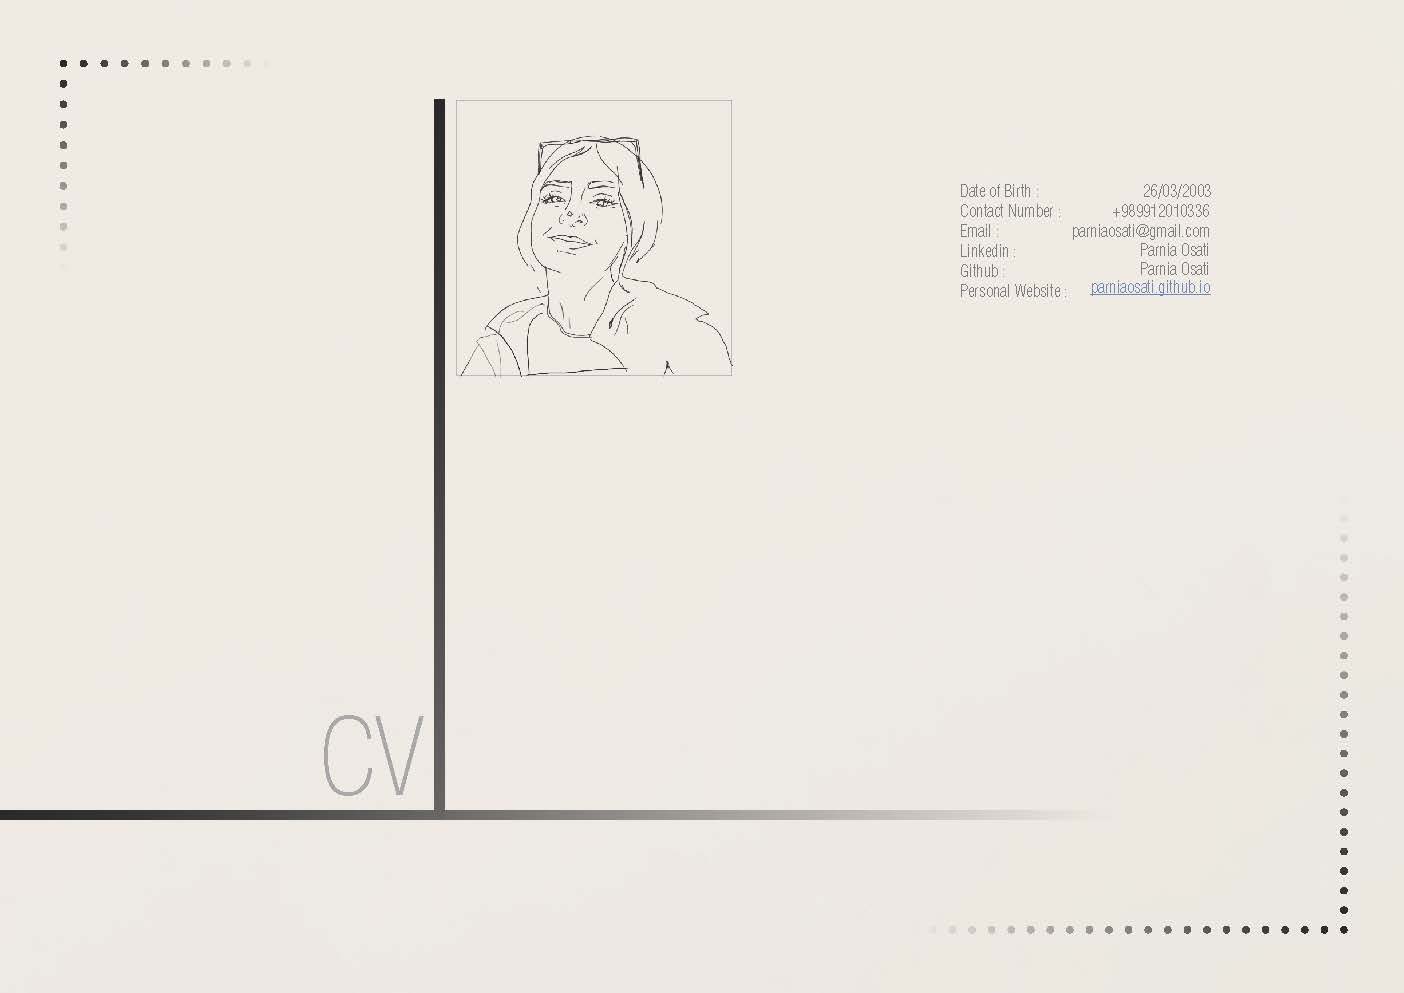 Date of Birth : 26/03/2003
Contact Number : +989912010336
Email : parniaosati@gmail.com
Linkedin : Parnia Osati
Github : Parnia Osati
Personal Website : parniaosati.github.io
CV